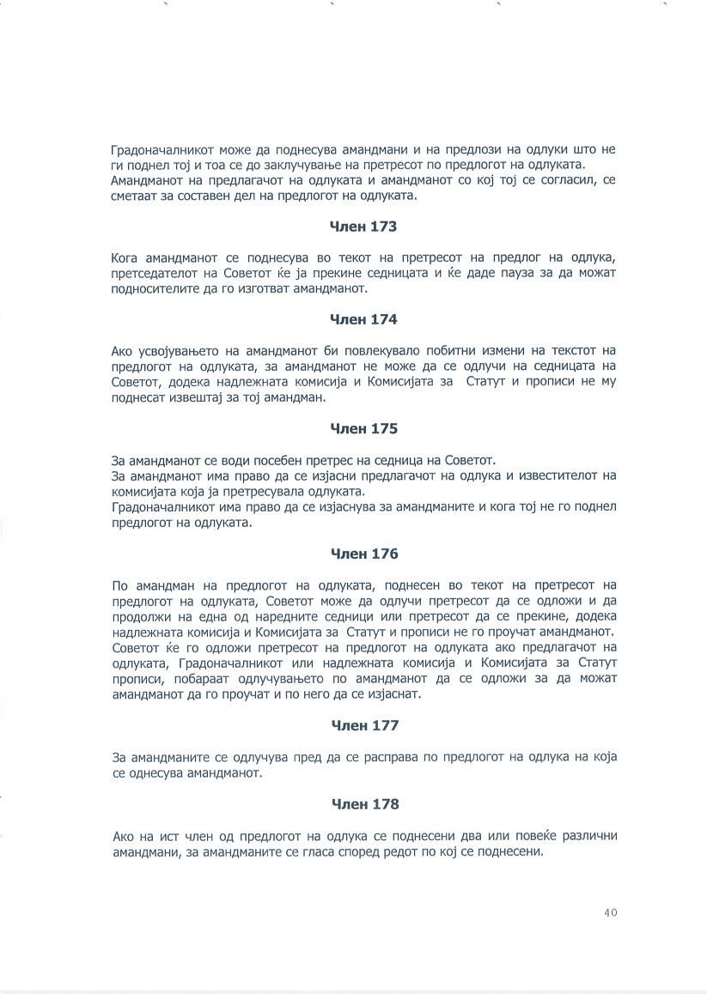 Градоначалникот може да поднесува амандмани и на предлози на одлуки што не
ги поднел тој и тоа се до заклучување на претресот по предлогот на одлуката.
Амандманот на предлагачот на одлуката и амандманот со кој тој се согласил, се
сметаат за составен дел на предлогот на одлуката.
Член 173
Кога амандманот се поднесува во текот на претресот на предлог на одлука,
претседателот на Советот ќе ја прекине седницата и ќе даде пауза за да можат
подносителите да го изготват амандманот.
Член 174
Ако усвојувањето на амандманот би повлекувало побитни измени на текстот на
предлогот на одлуката, за амандманот не може да се одлучи на седницата на
Советот, додека надлежната комисија и Комисијата за Статут и прописи не му
поднесат извештај за тој амандман.
Член 175
За амандманот се води посебен претрес на седница на Советот.
За амандманот има право да се изјасни предлагачот на одлука и известителот на
комисијата која ја претресувала одлуката.
Градоначалникот има право да се изјаснува за амандманите и кога тој не го поднел
предлогот на одлуката.
Член 176
По амандман на предлогот на одлуката, поднесен во текот на претресот на
предлогот на одлуката, Советот може да одлучи претресот да се одложи и да
продолжи на една од наредните седници или претресот да се прекине, додека
надлежната комисија и Комисијата за Статут и прописи не го проучат амандманот.
Советот ќе го одложи претресот на предлогот на одлуката ако предлагачот на
одлуката, Градоначалникот или надлежната комисија и Комисијата за Статут
прописи, побараат одлучувањето по амандманот да се одложи за да можат
амандманот да го проучат и по него да се изјаснат.
Член 177
За амандманите се одлучува пред да се расправа по предлогот на одлука на која
се однесува амандманот.
Член 178
Ако на ист член од предлогот на одлука се поднесени два или повеќе различни
амандмани, за амандманите се гласа според редот по кој се поднесени.
40